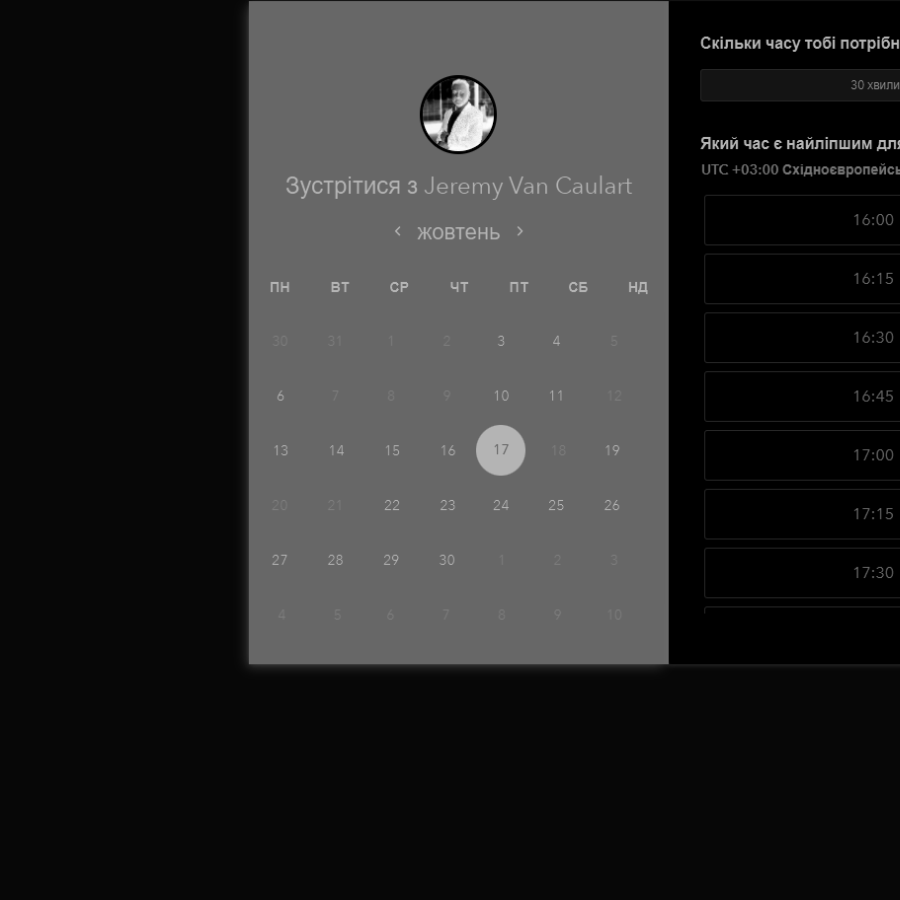 Зустрітися з Jeremy Van Caulart
жовтень
ПН ВТ СР ЧТ ПТ СБ НД
30 31 1 2 3 4 5
6 7 8 9 10 11 12
13 14 15 16 17 18 19
20 21 22 23 24 25 26
27 28 29 30 1 2 3
4 5 6 7 8 9 10
Скільки часу тобі
30
Який час є найліпшим
UTC +03:00
16:00
16:15
16:30
16:45
17:00
17:15
17:30